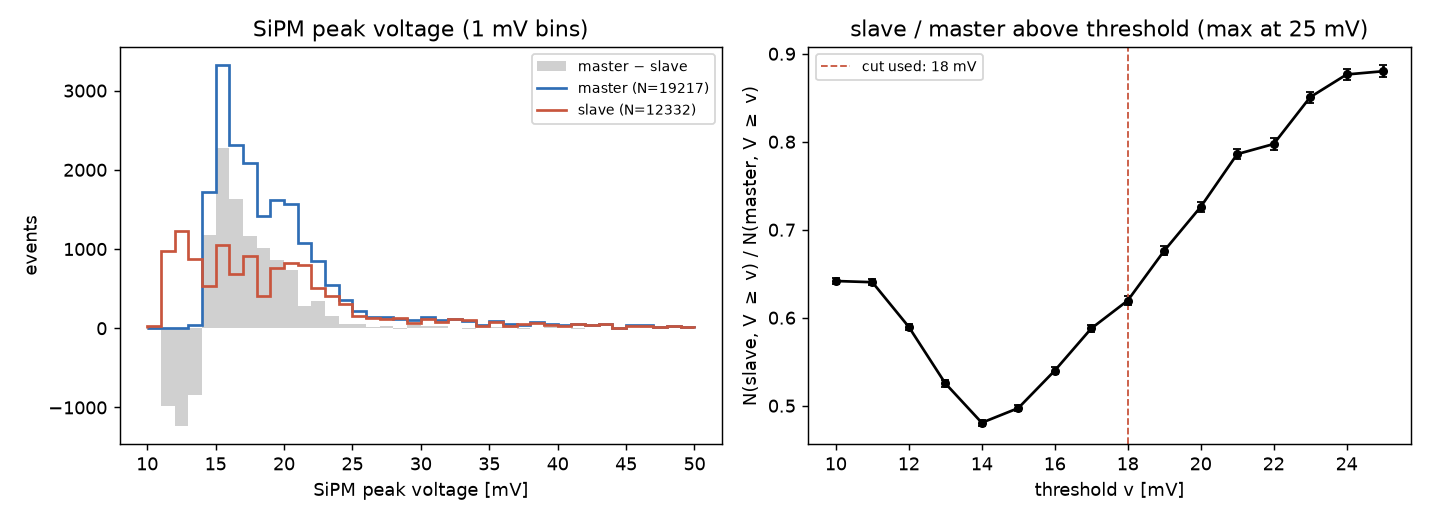 SiPM peak voltage (1 mV bins)
master − slave
master (N=19217)
slave (N=12332)
3000
2000
1000
0
−1000
events
10 15 20 25 30 35 40 45 50
SiPM peak voltage [mV]
slave / master above threshold (max at 25 mV)
cut used: 18 mV
0.9
0.8
0.7
0.6
0.5
N(slave, V ≥ v) / N(master, V ≥ v)
10 12 14 16 18 20 22 24
threshold v [mV]